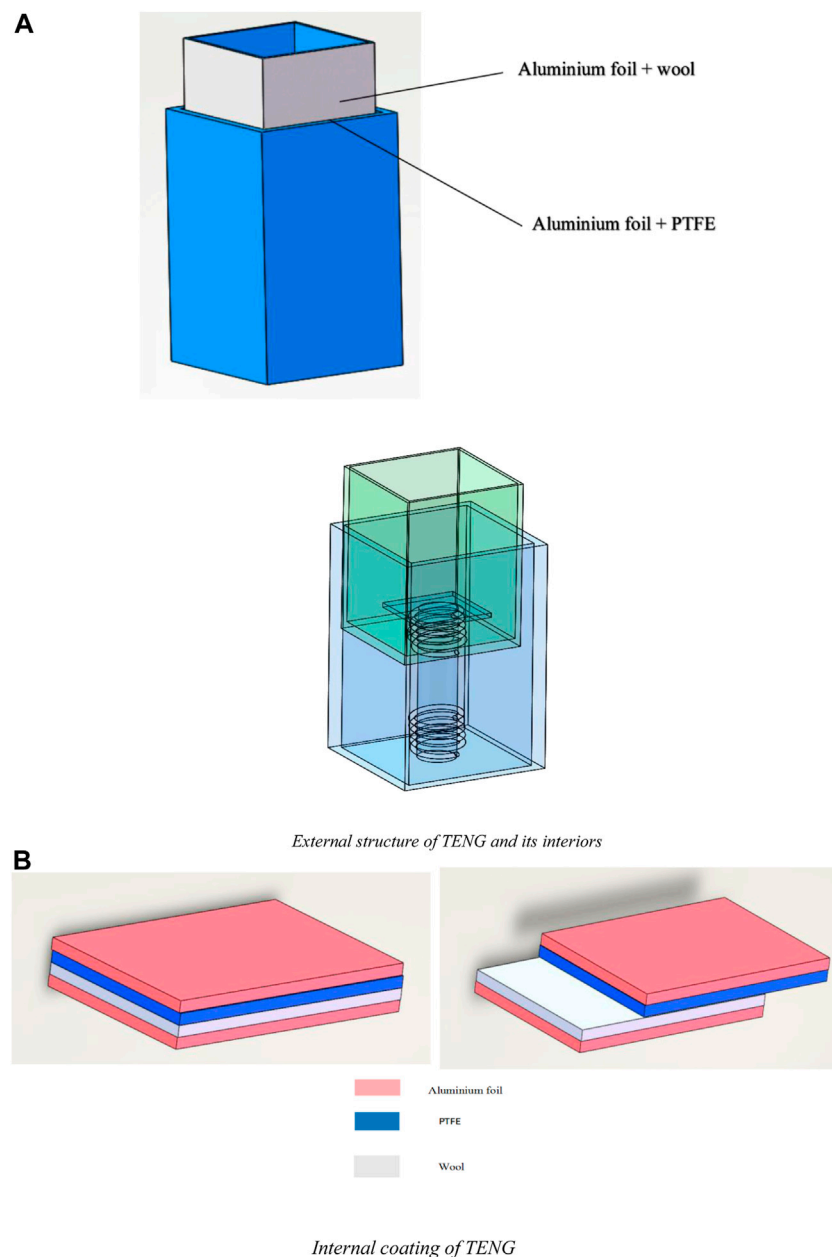 A
Aluminium foil + wool
Aluminium foil + PTFE
External structure of TENG and its interiors
B
Aluminium foil
PTFE
Wool
Internal coating of TENG